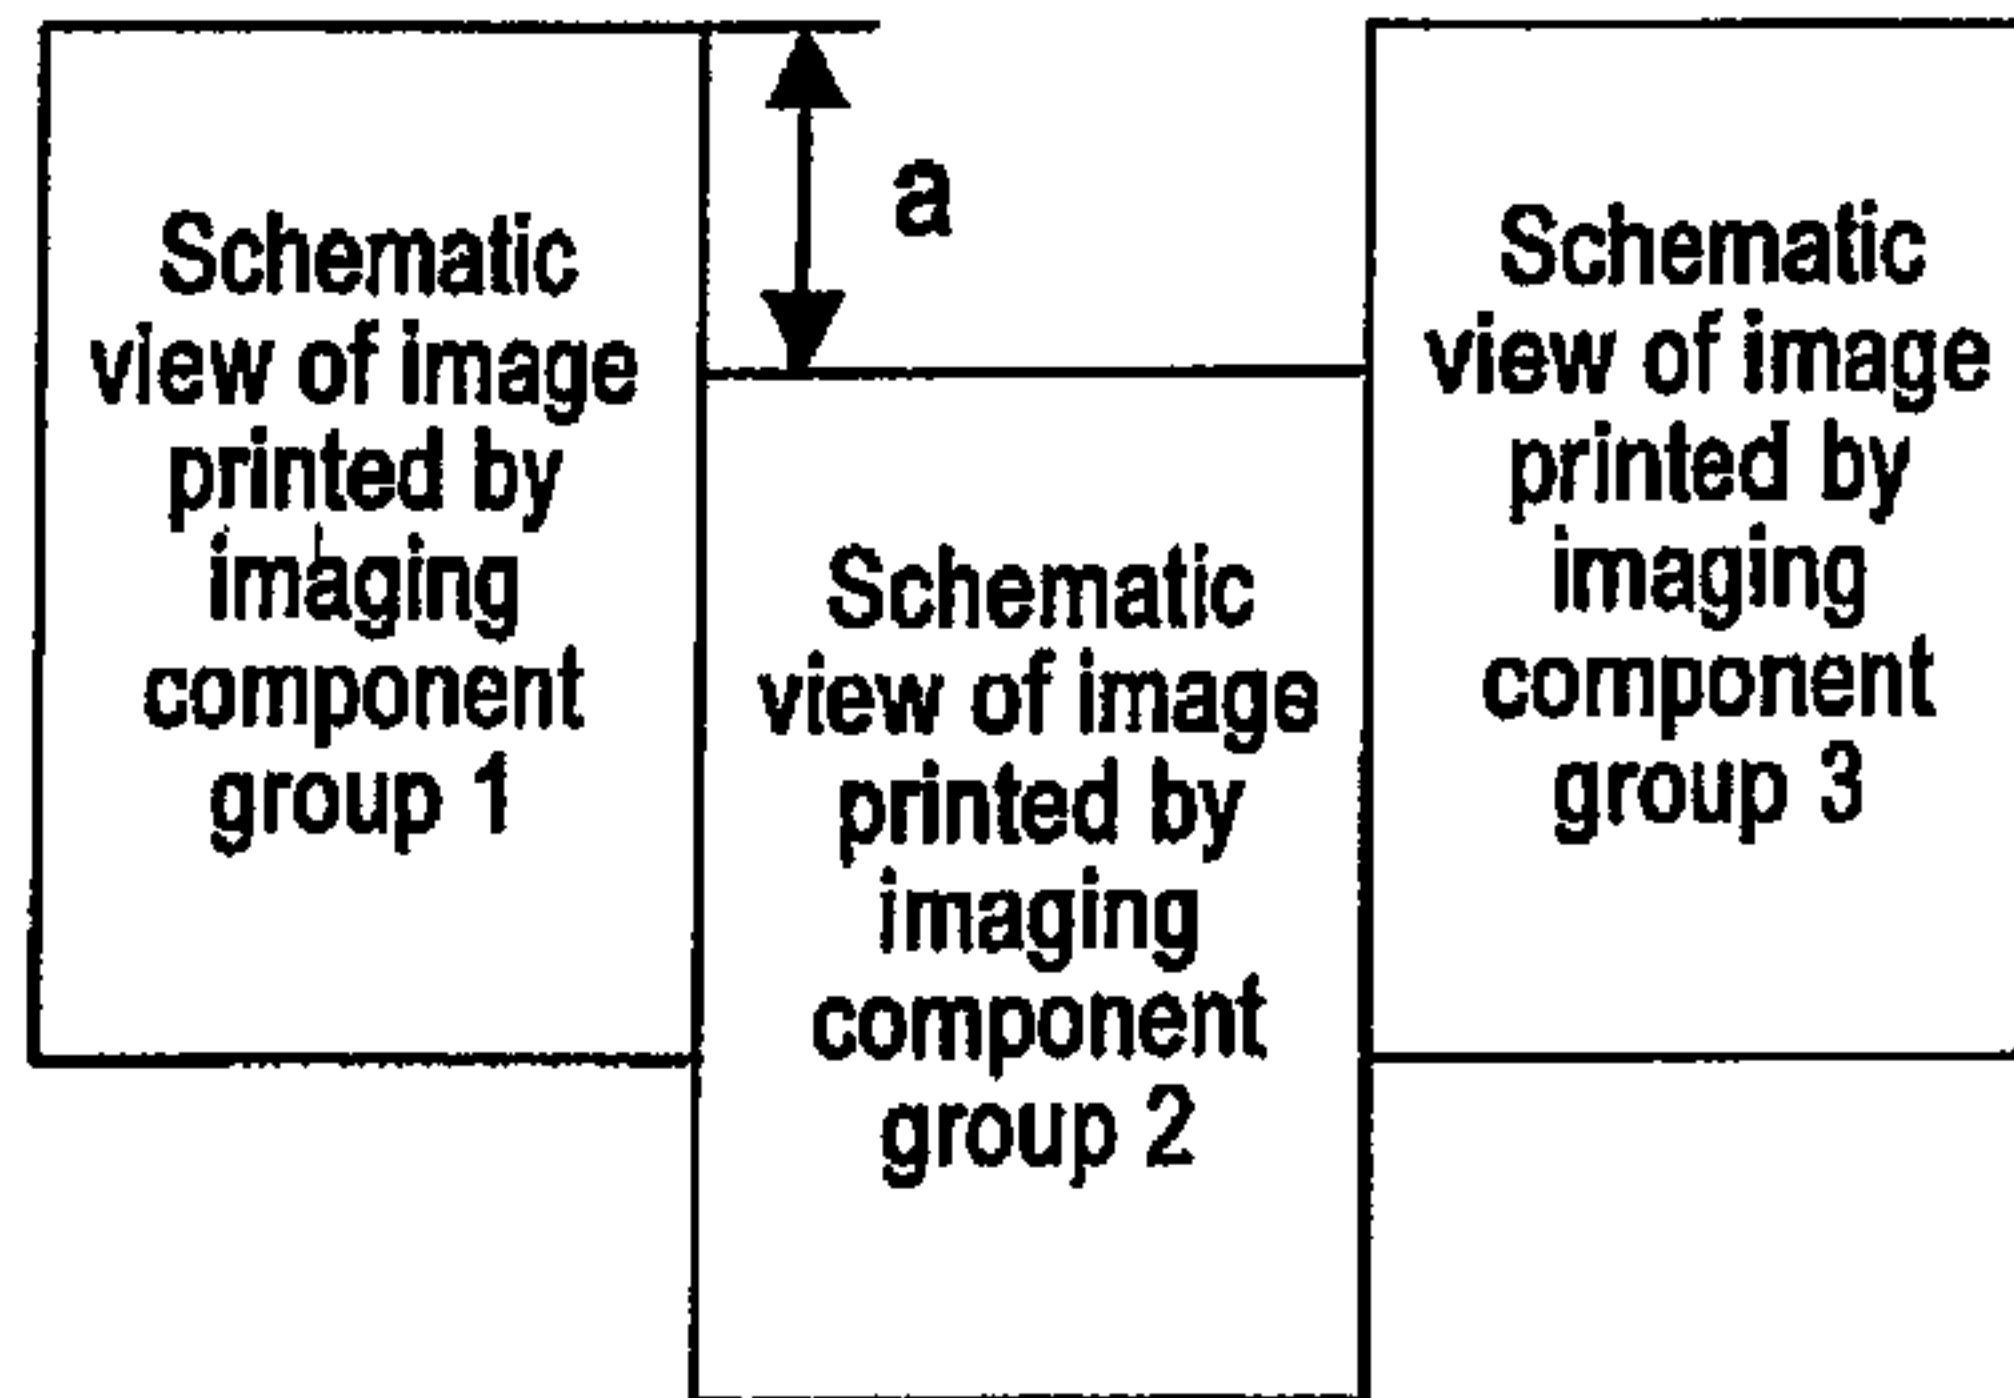 Schematic
view of image
printed by
imaging
component
group 1
a
Schematic
view of image
printed by
imaging
component
group 2
Schematic
view of image
printed by
imaging
component
group 3